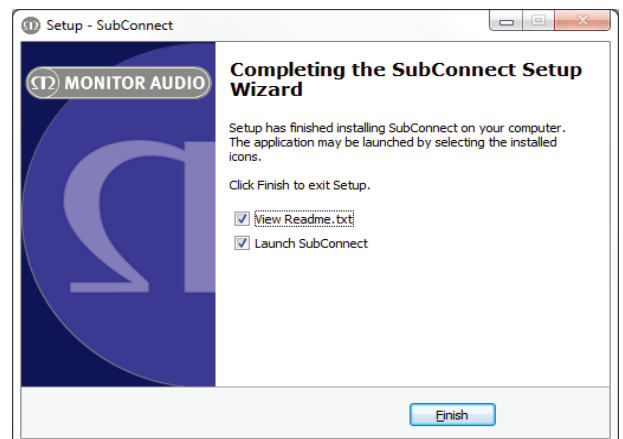 Setup - SubConnect
MONITOR AUDIO
Completing the SubConnect Setup
Wizard
Setup has finished installing SubConnect on your computer.
The application may be launched by selecting the installed
icons.
Click Finish to exit Setup.
View Readme.txt
Launch SubConnect
Finish